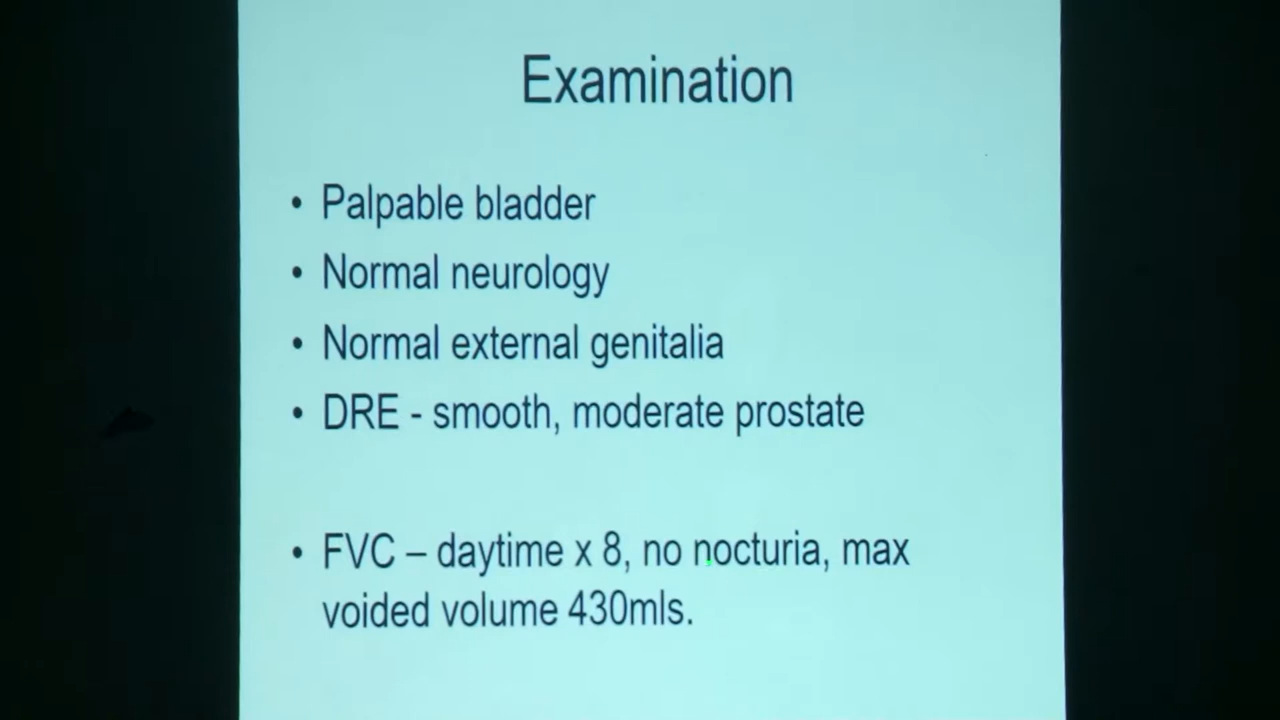 Examination
• Palpable bladder
• Normal neurology
• Normal external genitalia
• DRE - smooth, moderate prostate
• FVC – daytime x 8, no nocturia, max
voided volume 430mls.